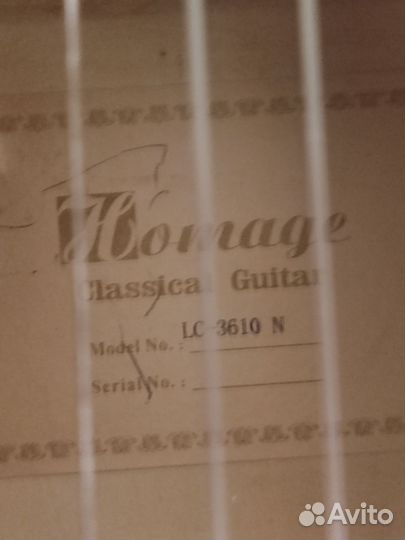 Homage
Classical Guitar
Model No. : LC-3610 N
Serial No. :
Avito